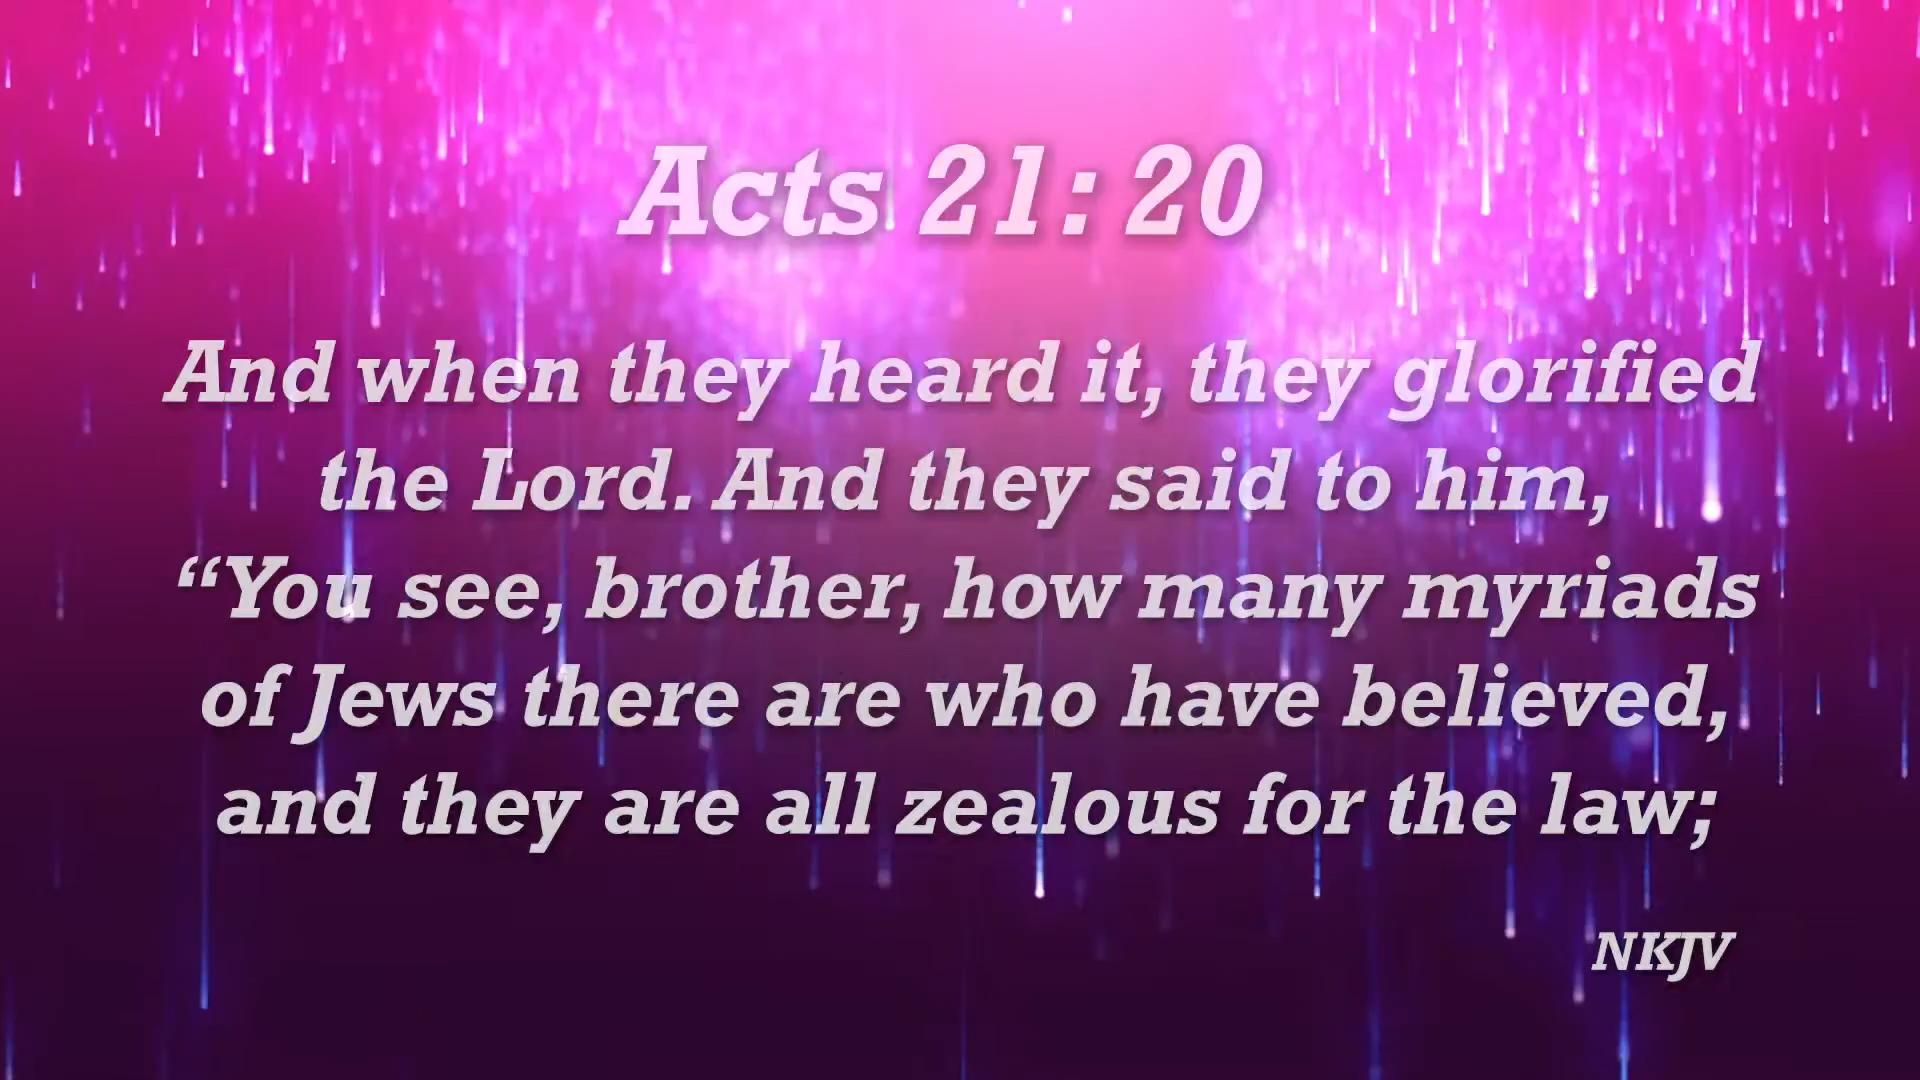 Acts 21: 20
And when they heard it, they glorified
the Lord. And they said to him,
“You see, brother, how many myriads
of Jews there are who have believed,
and they are all zealous for the law;
NKJV